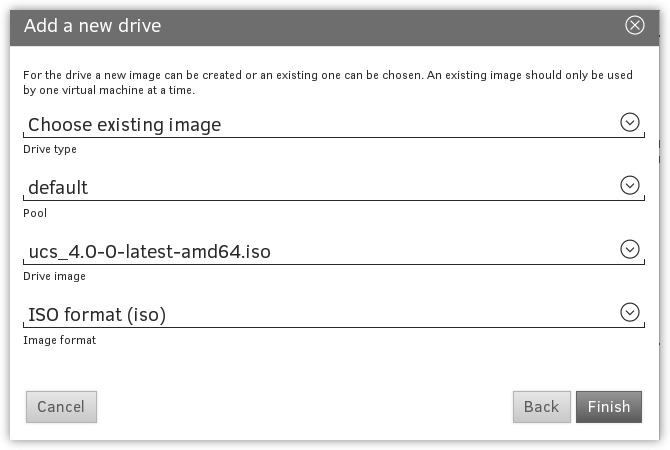 Add a new drive
For the drive a new image can be created or an existing one can be chosen. An existing image should only be used
by one virtual machine at a time.
Choose existing image
Drive type
default
Pool
ucs_4.0-0-latest-amd64.iso
Drive image
ISO format (iso)
Image format
Cancel Back Finish